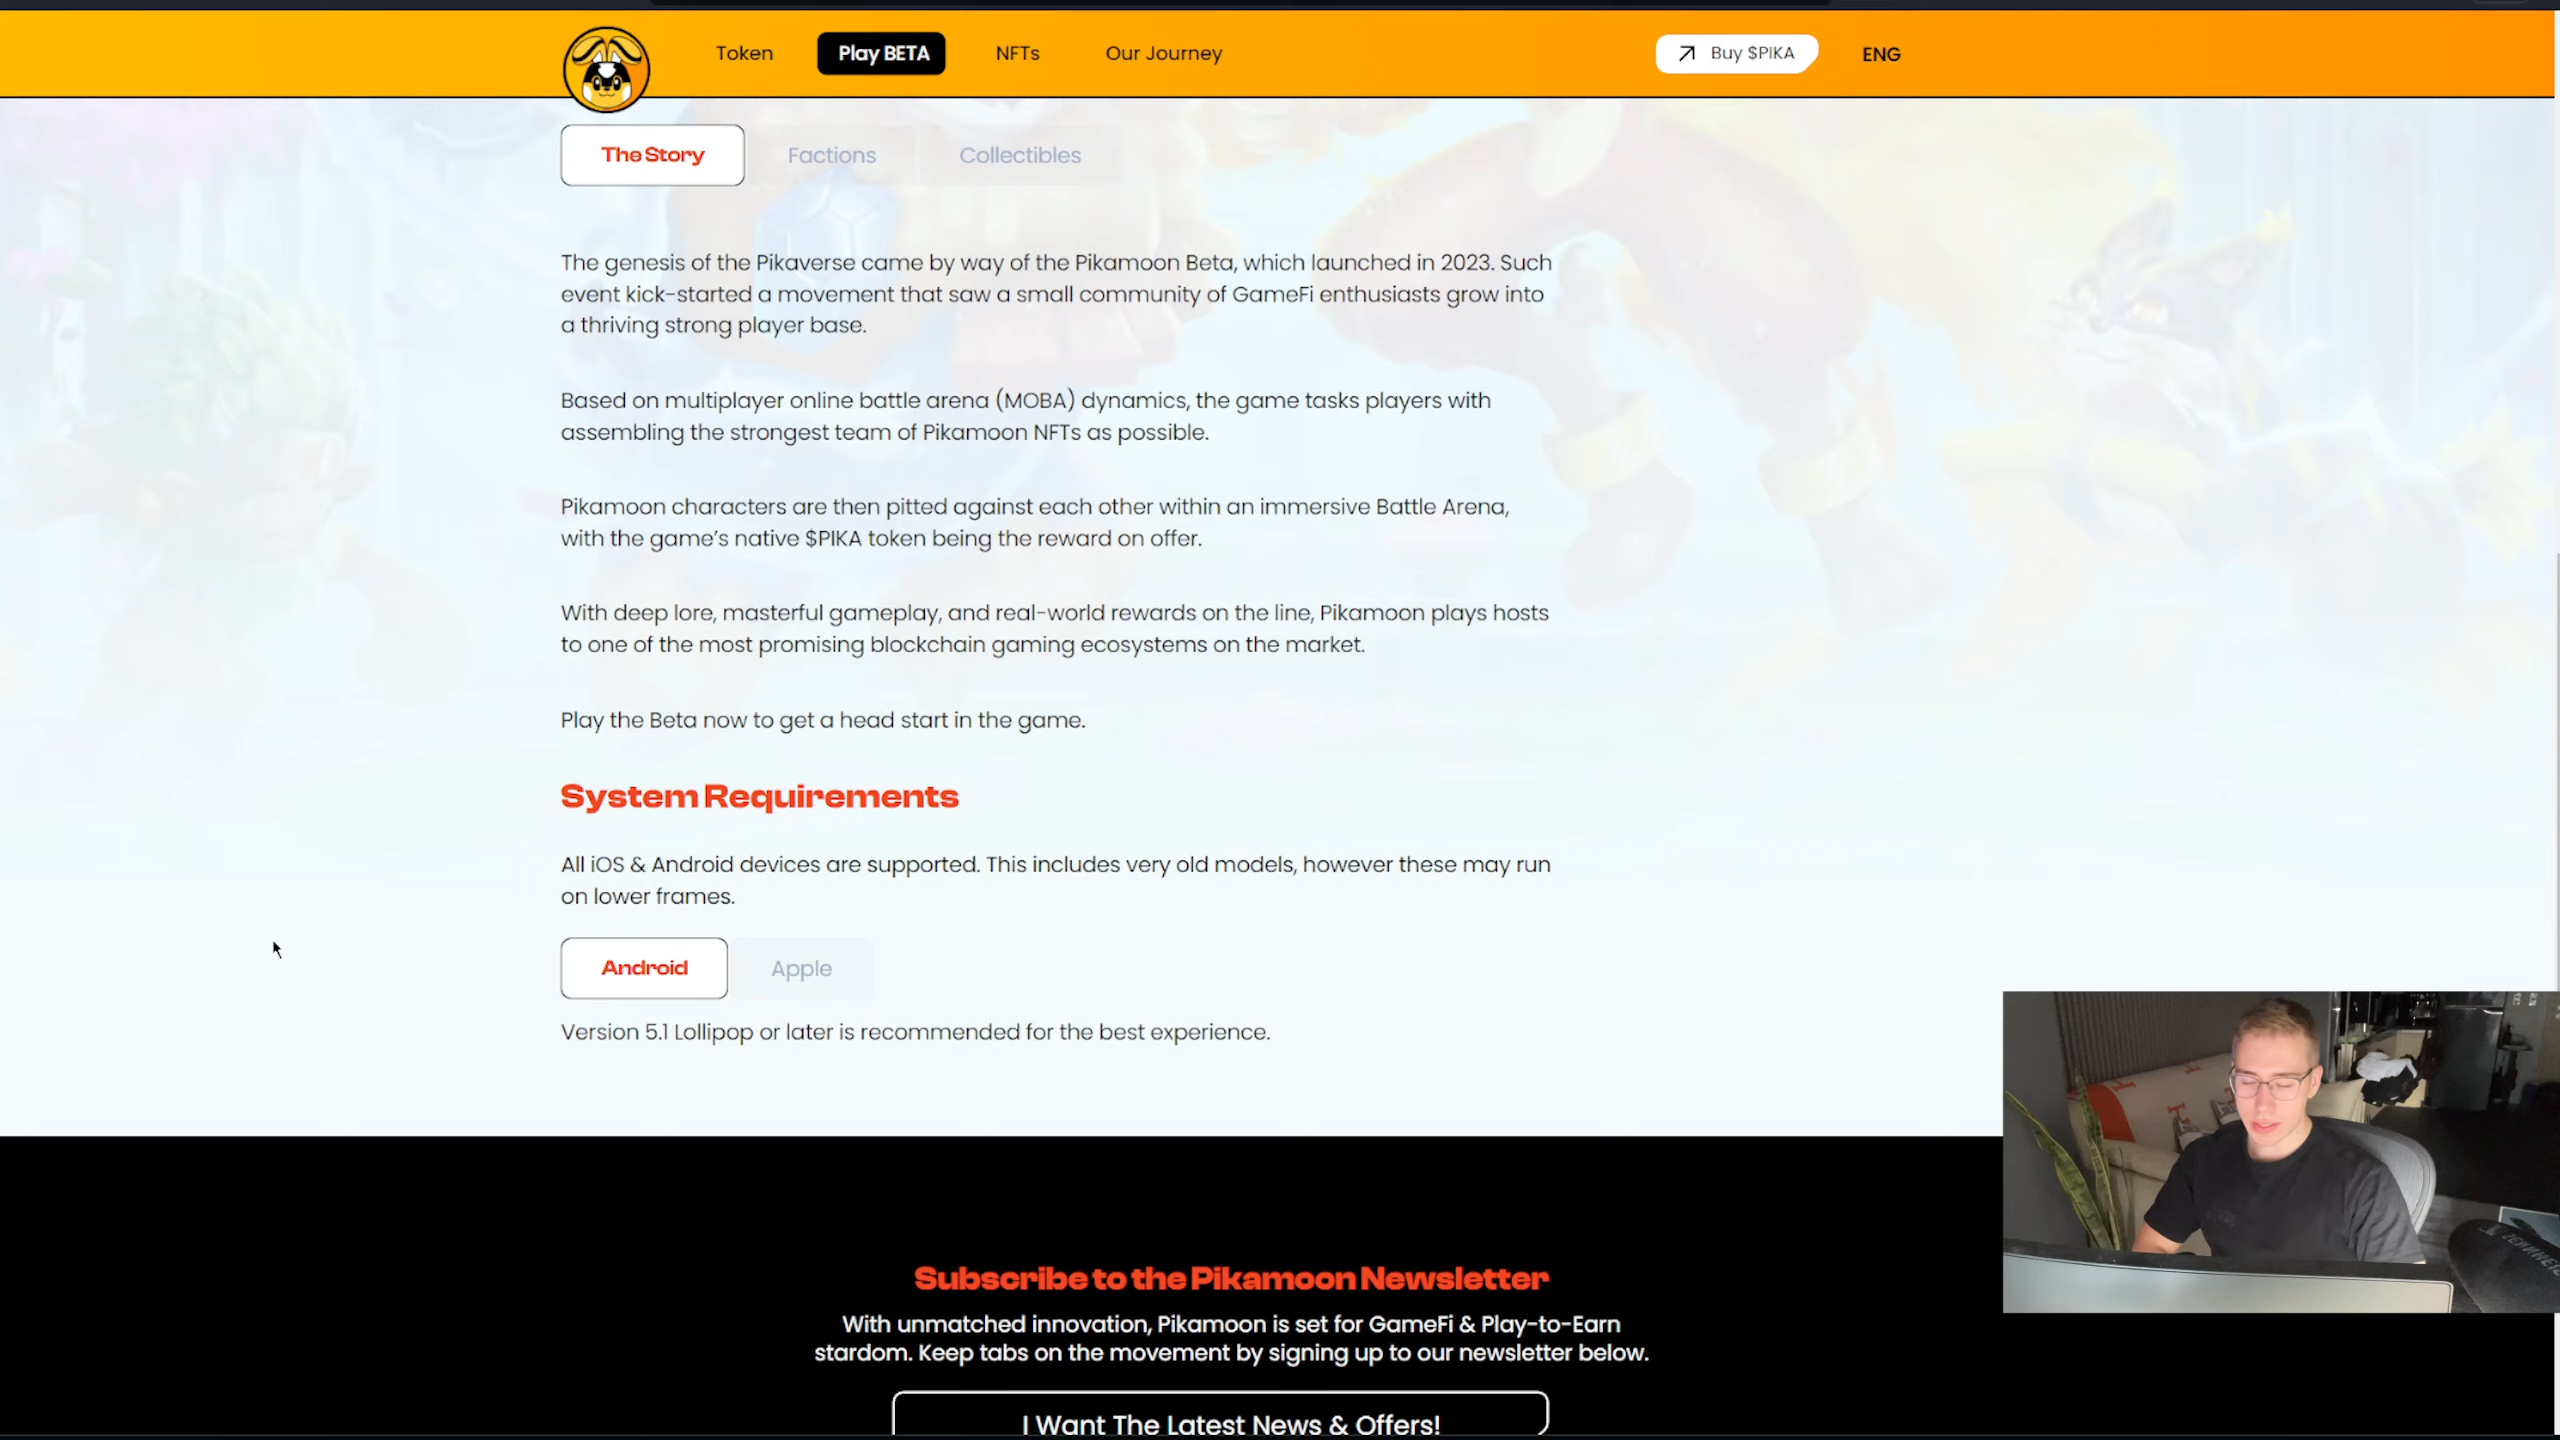 Token
Play BETA
NFTs
Our Journey
Buy $PIKA
ENG
The Story
Factions
Collectibles
The genesis of the Pikaverse came by way of the Pikamoon Beta, which launched in 2023. Such
event kick-started a movement that saw a small community of GameFi enthusiasts grow into
a thriving strong player base.
Based on multiplayer online battle arena (MOBA) dynamics, the game tasks players with
assembling the strongest team of Pikamoon NFTs as possible.
Pikamoon characters are then pitted against each other within an immersive Battle Arena,
with the game's native $PIKA token being the reward on offer.
With deep lore, masterful gameplay, and real-world rewards on the line, Pikamoon plays hosts
to one of the most promising blockchain gaming ecosystems on the market.
Play the Beta now to get a head start in the game.
System Requirements
All iOS & Android devices are supported. This includes very old models, however these may run
on lower frames.
Android
Apple
Version 5.1 Lollipop or later is recommended for the best experience.
Subscribe to the Pikamoon Newsletter
With unmatched innovation, Pikamoon is set for GameFi & Play-to-Earn
stardom. Keep tabs on the movement by signing up to our newsletter below.
I Want The Latest News & Offers!